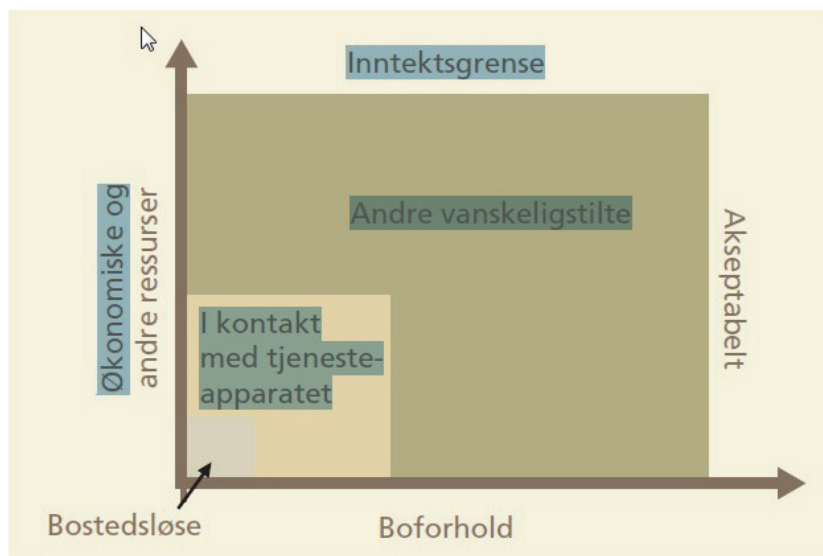 Inntektsgrense
Økonomiske og
andre ressurser
Andre vanskeligstilte
Akseptabelt
I kontakt
med tjeneste-
apparatet
Bostedsløse
Boforhold